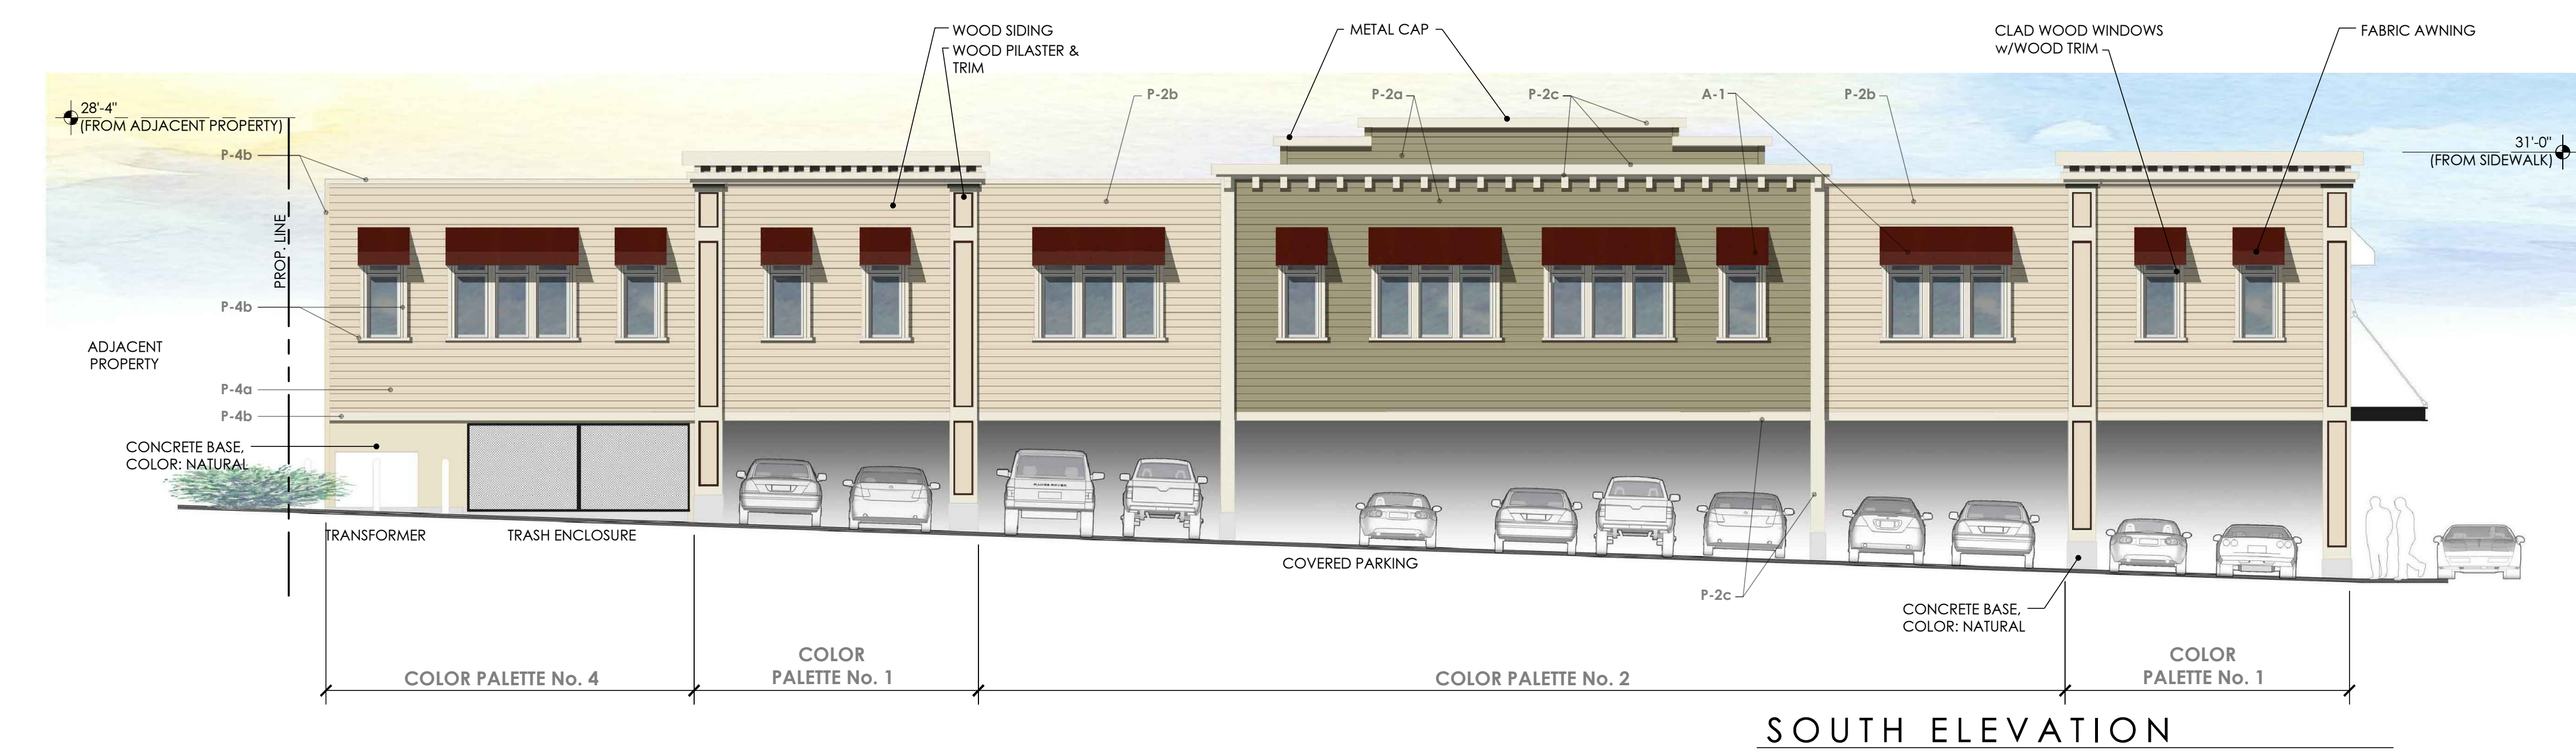 WOOD SIDING
WOOD PILASTER &
TRIM
METAL CAP
CLAD WOOD WINDOWS
w/WOOD TRIM
FABRIC AWNING
28'-4"
(FROM ADJACENT PROPERTY)
P-2b
P-2a
P-2c
A-1
P-2b
31'-0"
(FROM SIDEWALK)
P-4b
PROP. LINE
P-4b
ADJACENT
PROPERTY
P-4a
P-4b
CONCRETE BASE,
COLOR: NATURAL
RANGE ROVER
TRANSFORMER
TRASH ENCLOSURE
COVERED PARKING
P-2c
CONCRETE BASE,
COLOR: NATURAL
COLOR PALETTE No. 4
COLOR
PALETTE No. 1
COLOR PALETTE No. 2
COLOR
PALETTE No. 1
SOUTH ELEVATION